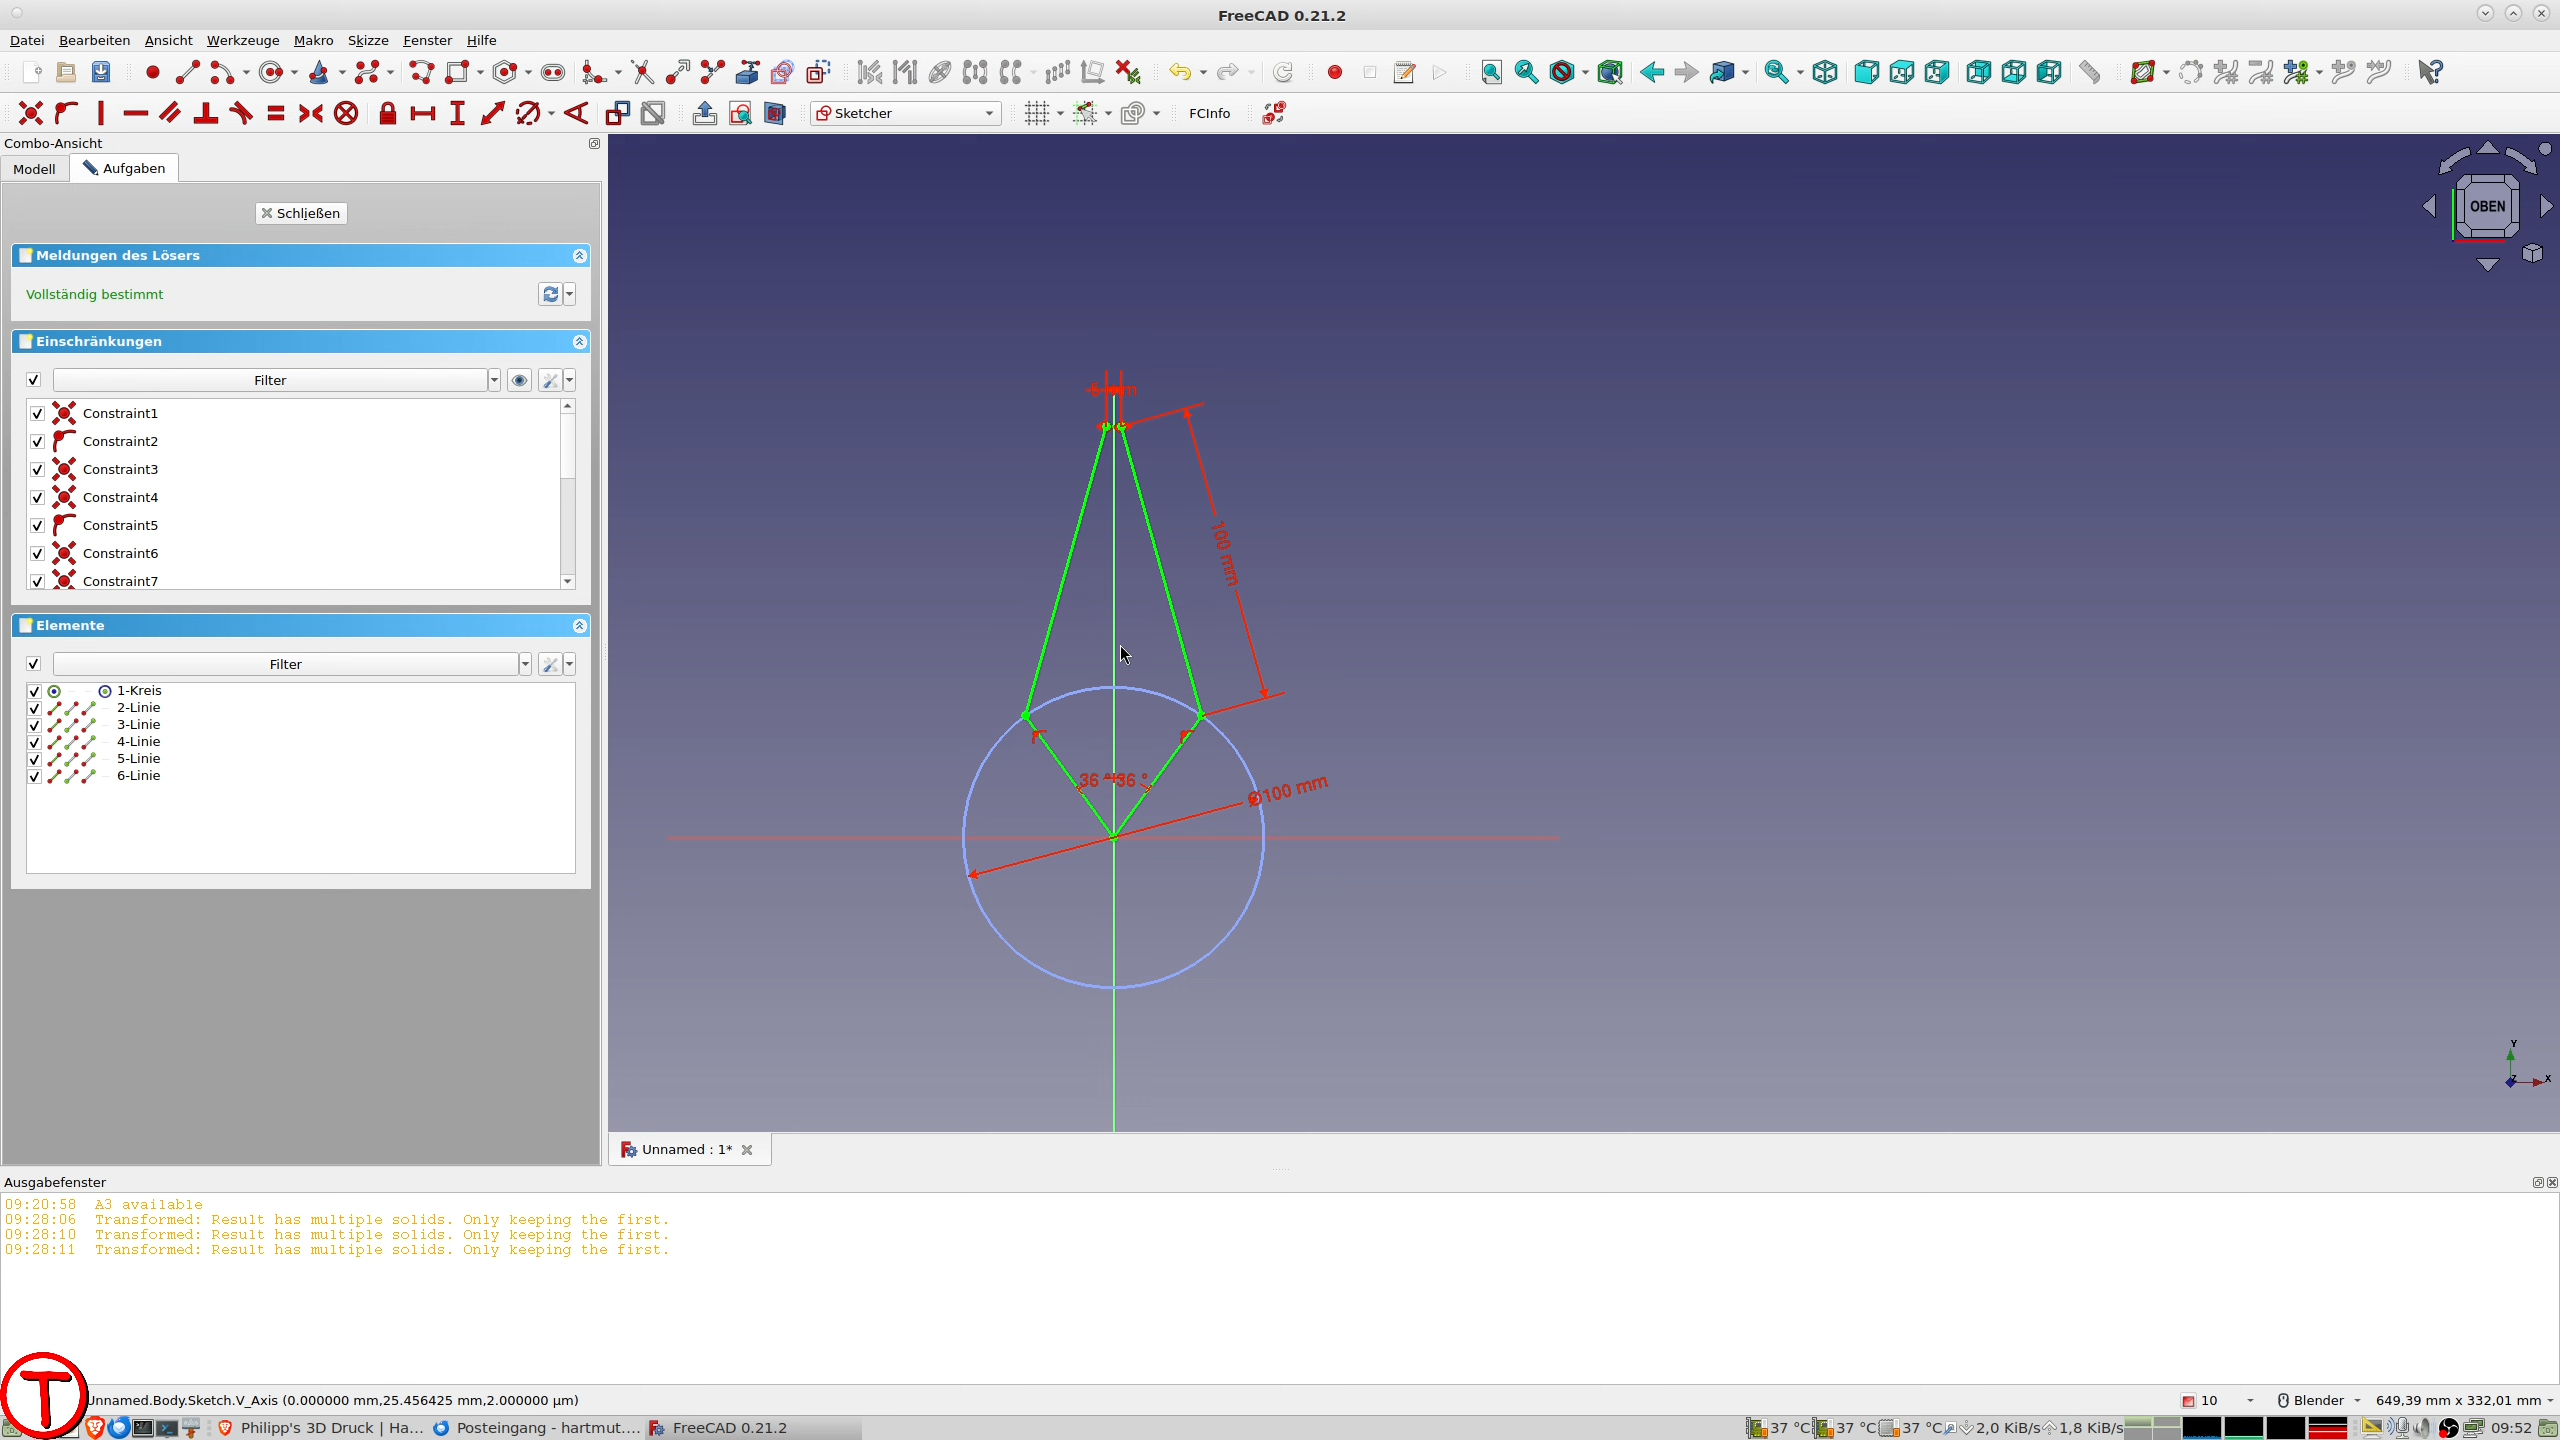 FreeCAD 0.21.2
Datei Bearbeiten Ansicht Werkzeuge Makro Skizze Fenster Hilfe
Sketcher
FCInfo
Combo-Ansicht
Modell Aufgaben
Schließen
Meldungen des Lösers
Vollständig bestimmt
Einschränkungen
Filter
Constraint1
Constraint2
Constraint3
Constraint4
Constraint5
Constraint6
Constraint7
Elemente
Filter
1-Kreis
2-Linie
3-Linie
4-Linie
5-Linie
6-Linie
OBEN
100 mm
36 ° 36 °
Ø100 mm
Y
Z X
Unnamed : 1*
Ausgabefenster
09:20:58 A3 available
09:28:06 Transformed: Result has multiple solids. Only keeping the first.
09:28:10 Transformed: Result has multiple solids. Only keeping the first.
09:28:11 Transformed: Result has multiple solids. Only keeping the first.
T
Unnamed.Body.Sketch.V_Axis (0.000000 mm,25.456425 mm,2.000000 µm)
10 Blender 649,39 mm x 332,01 mm
Philipp's 3D Druck | Ha... Posteingang - hartmut.... FreeCAD 0.21.2
37 °C 37 °C 37 °C 2,0 KiB/s 1,8 KiB/s 09:52